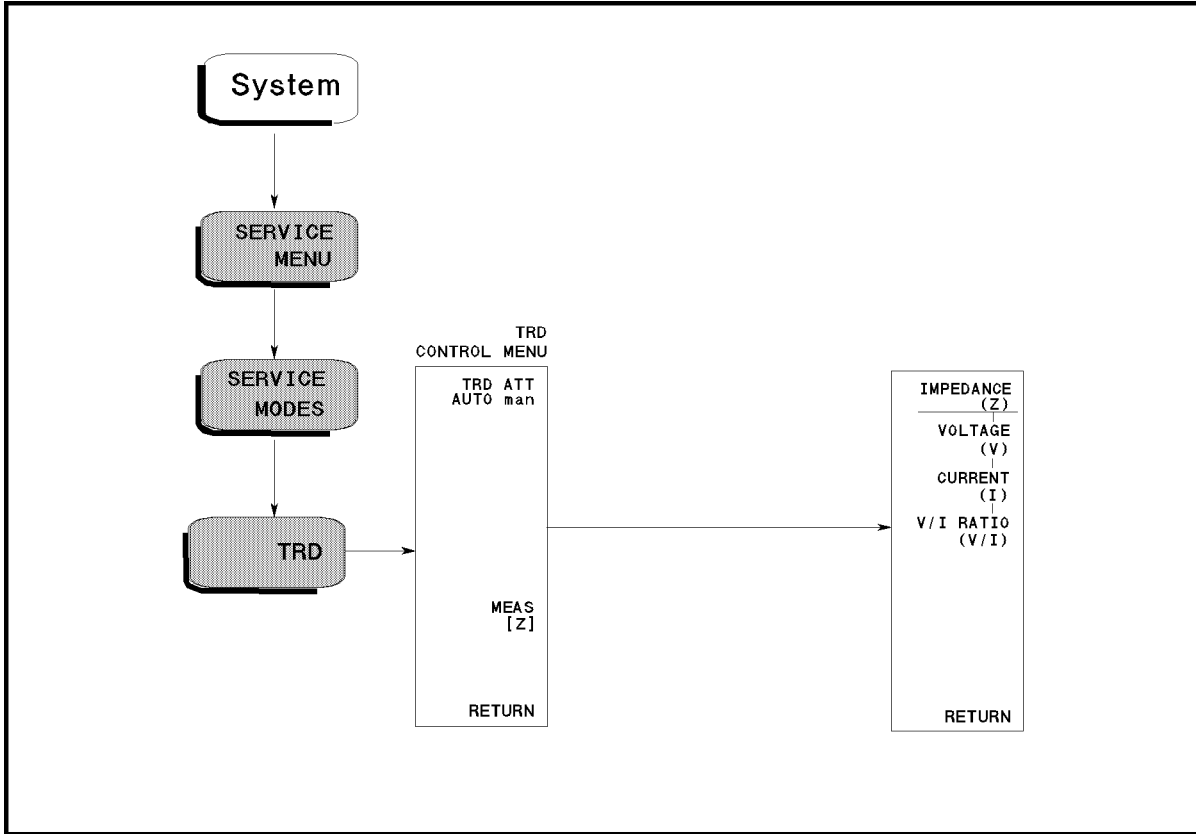 System
SERVICE
MENU
SERVICE
MODES
TRD
TRD
CONTROL MENU
TRD ATT
AUTO man
MEAS
[Z]
RETURN
IMPEDANCE
(Z)
VOLTAGE
(V)
CURRENT
(I)
V/I RATIO
(V/I)
RETURN